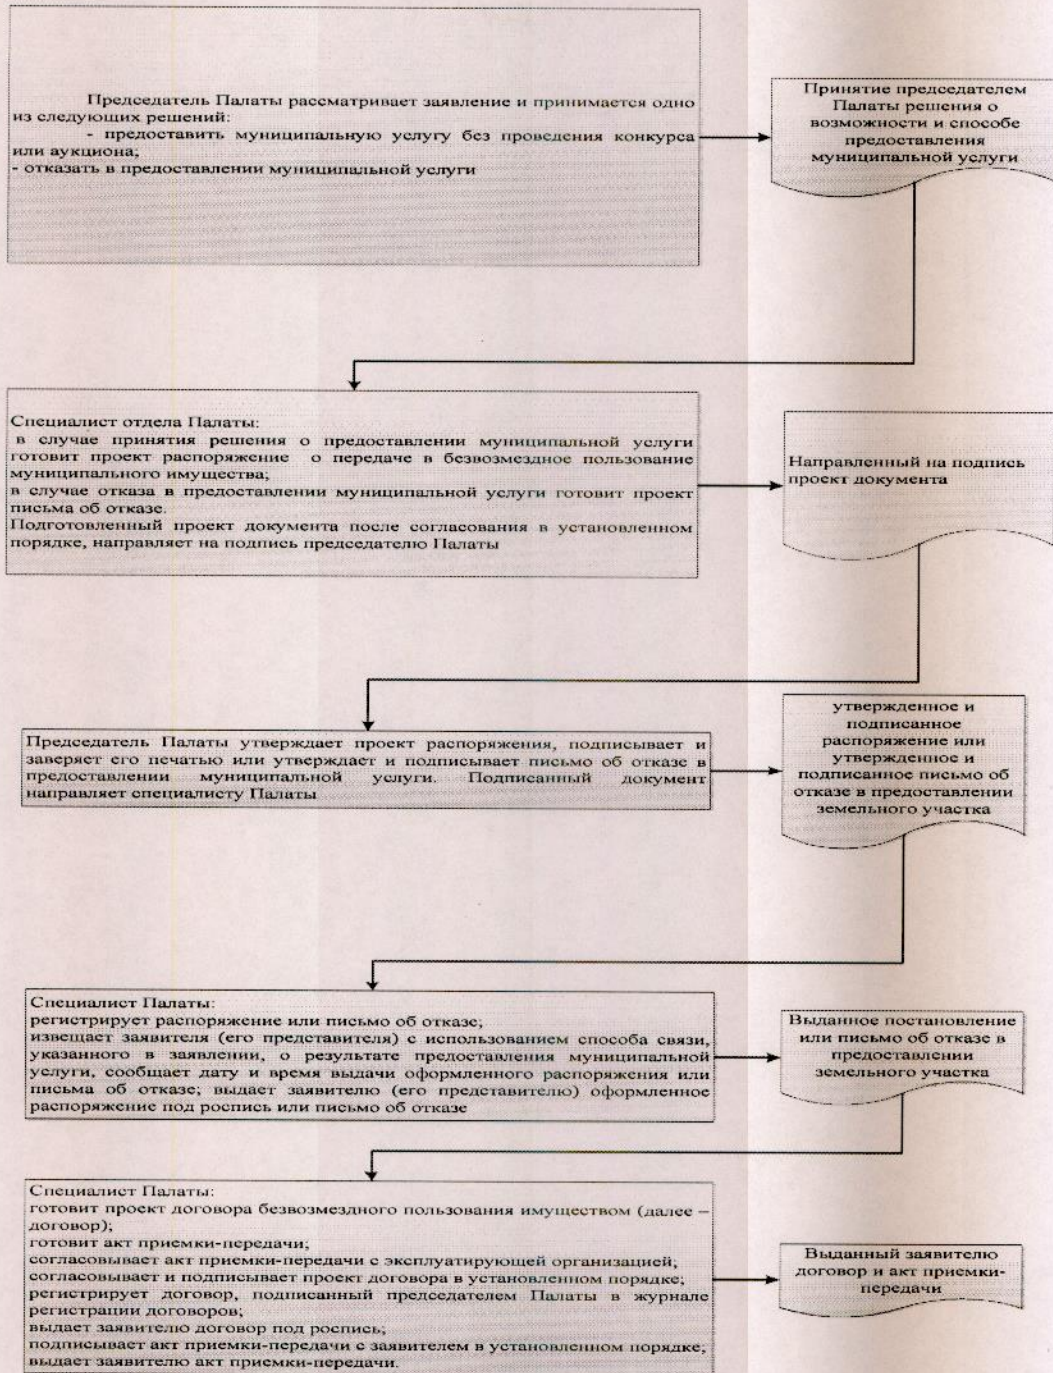 Председатель Палаты рассматривает заявление и принимается одно
из следующих решений:
- предоставить муниципальную услугу без проведения конкурса
или аукциона;
- отказать в предоставлении муниципальной услуги
Принятие председателем
Палаты решения о
возможности и способе
предоставления
муниципальной услуги
Специалист отдела Палаты:
в случае принятия решения о предоставлении муниципальной услуги
готовит проект распоряжение о передаче в безвозмездное пользование
муниципального имущества;
в случае отказа в предоставлении муниципальной услуги готовит проект
письма об отказе.
Подготовленный проект документа после согласования в установленном
порядке, направляет на подпись председателю Палаты
Направленный на подпись
проект документа
Председатель Палаты утверждает проект распоряжения, подписывает и
заверяет его печатью или утверждает и подписывает письмо об отказе в
предоставлении муниципальной услуги. Подписанный документ
направляет специалисту Палаты
утвержденное и
подписанное
распоряжение или
утвержденное и
подписанное письмо об
отказе в предоставлении
земельного участка
Специалист Палаты:
регистрирует распоряжение или письмо об отказе;
извещает заявителя (его представителя) с использованием способа связи,
указанного в заявлении, о результате предоставления муниципальной
услуги, сообщает дату и время выдачи оформленного распоряжения или
письма об отказе; выдает заявителю (его представителю) оформленное
распоряжение под роспись или письмо об отказе
Выданное постановление
или письмо об отказе в
предоставлении
земельного участка
Специалист Палаты:
готовит проект договора безвозмездного пользования имуществом (далее –
договор);
готовит акт приемки-передачи;
согласовывает акт приемки-передачи с эксплуатирующей организацией;
согласовывает и подписывает проект договора в установленном порядке;
регистрирует договор, подписанный председателем Палаты в журнале
регистрации договоров;
выдает заявителю договор под роспись;
подписывает акт приемки-передачи с заявителем в установленном порядке;
выдает заявителю акт приемки-передачи.
Выданный заявителю
договор и акт приемки-
передачи